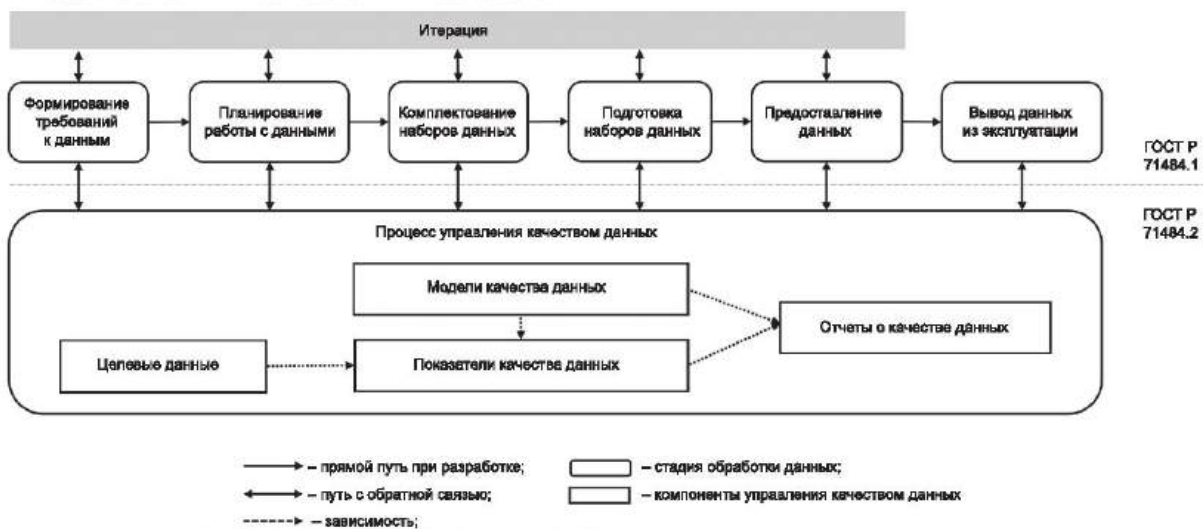 Итерация
Формирование
требований
к данным
Планирование
работы с данными
Комплектование
наборов данных
Подготовка
наборов данных
Предоставление
данных
Вывод данных
из эксплуатации
ГОСТ Р
71484.1
ГОСТ Р
71484.2
Процесс управления качеством данных
Модели качества данных
Отчеты о качестве данных
Целевые данные
Показатели качества данных
– прямой путь при разработке;
– стадия обработки данных;
– путь с обратной связью;
– компоненты управления качеством данных
– зависимость;